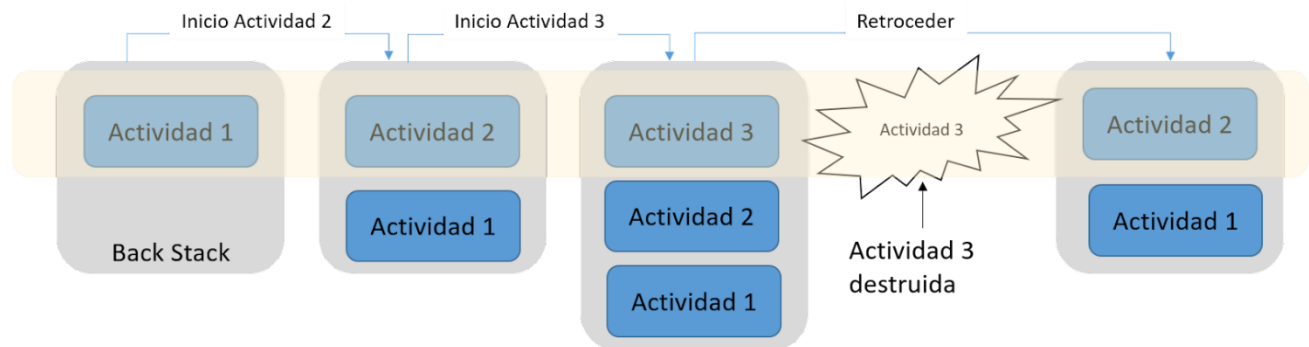 Inicio Actividad 2
Inicio Actividad 3
Retroceder
Actividad 1
Back Stack
Actividad 2
Actividad 1
Actividad 3
Actividad 2
Actividad 1
Actividad 3
Actividad 3
destruida
Actividad 2
Actividad 1